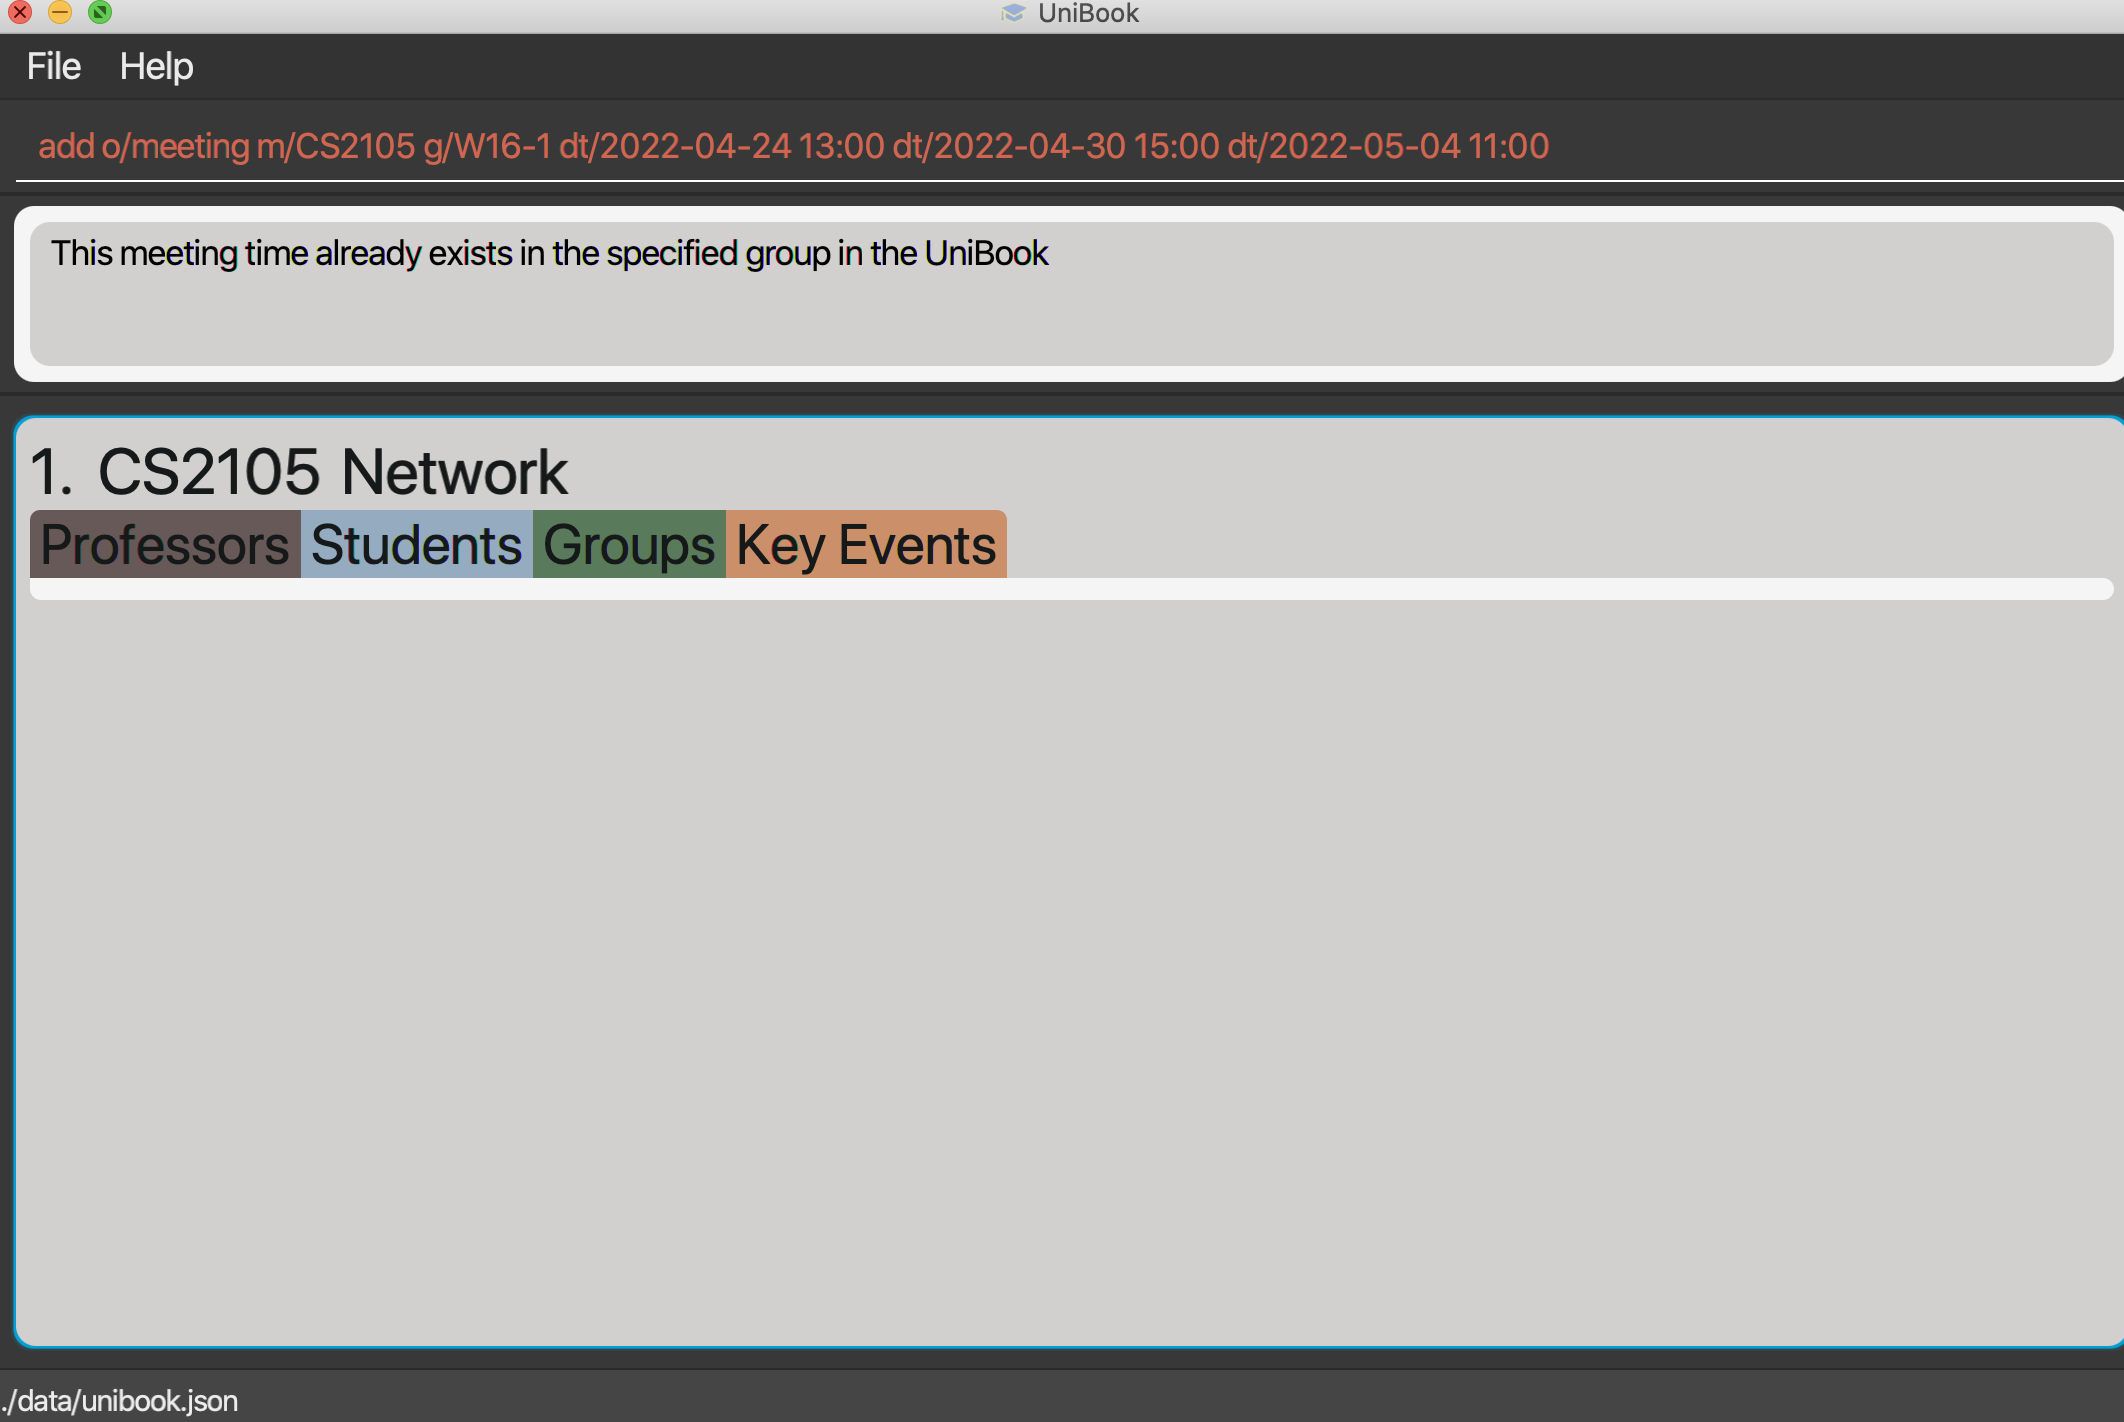 UniBook
File Help
add o/meeting m/CS2105 g/W16-1 dt/2022-04-24 13:00 dt/2022-04-30 15:00 dt/2022-05-04 11:00
This meeting time already exists in the specified group in the UniBook
1. CS2105 Network
Professors Students Groups Key Events
./data/unibook.json